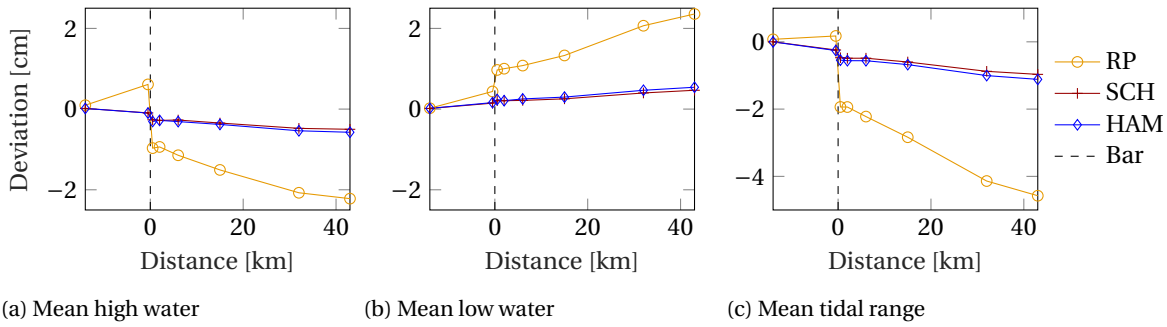 2
0
−2
0
20
40
Deviation [cm]
Distance [km]
(a) Mean high water
2
0
−2
0
20
40
Distance [km]
(b) Mean low water
0
−2
−4
0
20
40
Distance [km]
(c) Mean tidal range
RP
SCH
HAM
Bar